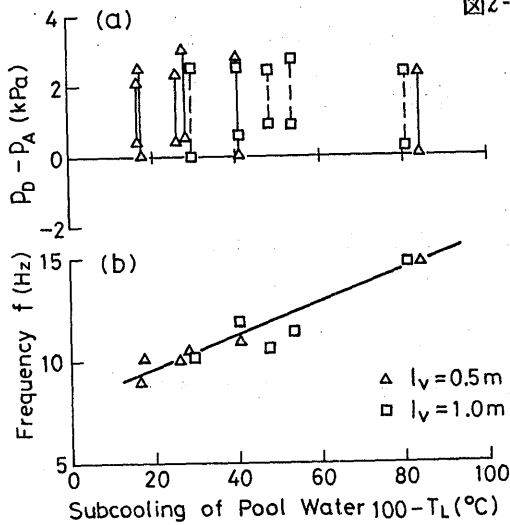 図2-
(a)
4
2
0
-2
P_D - P_A (kPa)
(b)
15
10
5
Frequency f (Hz)
△ l_v = 0.5 m
□ l_v = 1.0 m
0 20 40 60 80 100
Subcooling of Pool Water 100-T_L (°C)